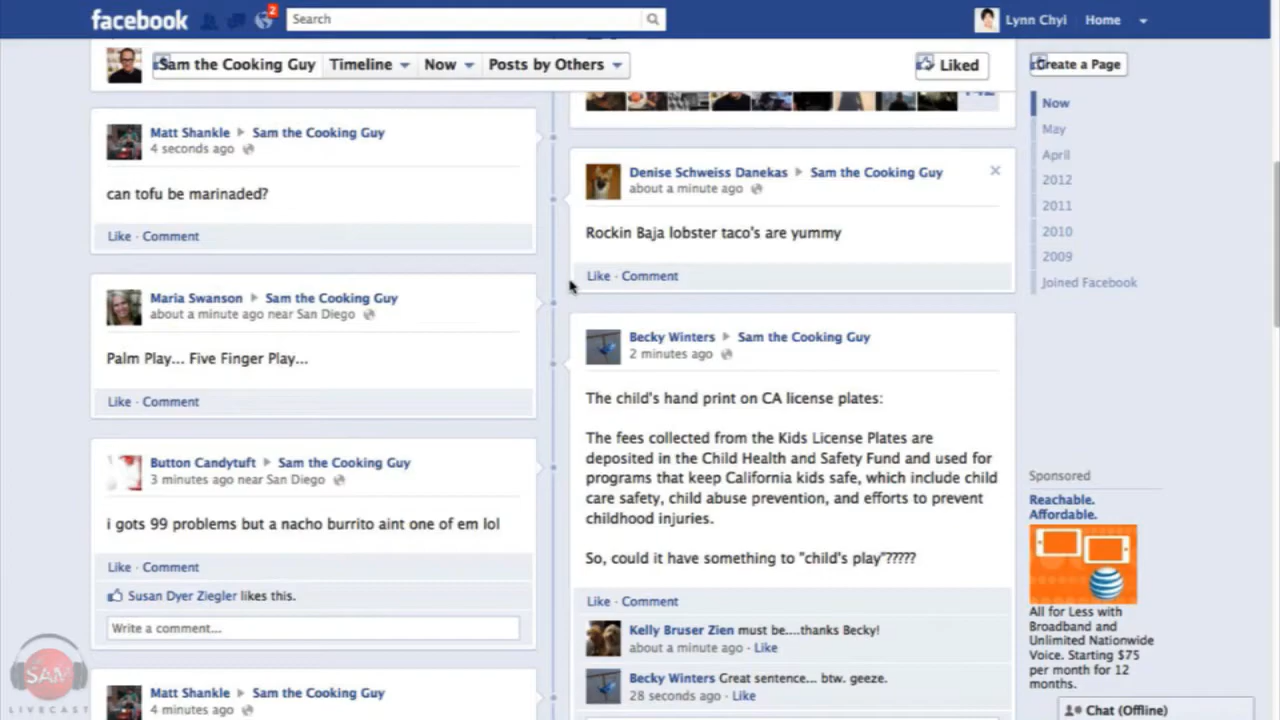 facebook
2
Search
Lynn Chyi
Home
Sam the Cooking Guy
Timeline
Now
Posts by Others
Liked
Create a Page
Matt Shankle ▶ Sam the Cooking Guy
4 seconds ago
can tofu be marinaded?
Like · Comment
Maria Swanson ▶ Sam the Cooking Guy
about a minute ago near San Diego
Palm Play... Five Finger Play...
Like · Comment
Button Candytuft ▶ Sam the Cooking Guy
3 minutes ago near San Diego
i gots 99 problems but a nacho burrito aint one of em lol
Like · Comment
Susan Dyer Ziegler likes this.
Write a comment...
Matt Shankle ▶ Sam the Cooking Guy
4 minutes ago
Denise Schweiss Danekas ▶ Sam the Cooking Guy
about a minute ago
Rockin Baja lobster taco's are yummy
Like · Comment
Becky Winters ▶ Sam the Cooking Guy
2 minutes ago
The child's hand print on CA license plates:
The fees collected from the Kids License Plates are
deposited in the Child Health and Safety Fund and used for
programs that keep California kids safe, which include child
care safety, child abuse prevention, and efforts to prevent
childhood injuries.
So, could it have something to "child's play"?????
Like · Comment
Kelly Bruser Zien must be....thanks Becky!
about a minute ago · Like
Becky Winters Great sentence... btw. geeze.
28 seconds ago · Like
Now
May
April
2012
2011
2010
2009
Joined Facebook
Sponsored
Reachable.
Affordable.
All for Less with
Broadband and
Unlimited Nationwide
Voice. Starting $75
per month for 12
months.
Chat (Offline)
SAM
LIVECAST